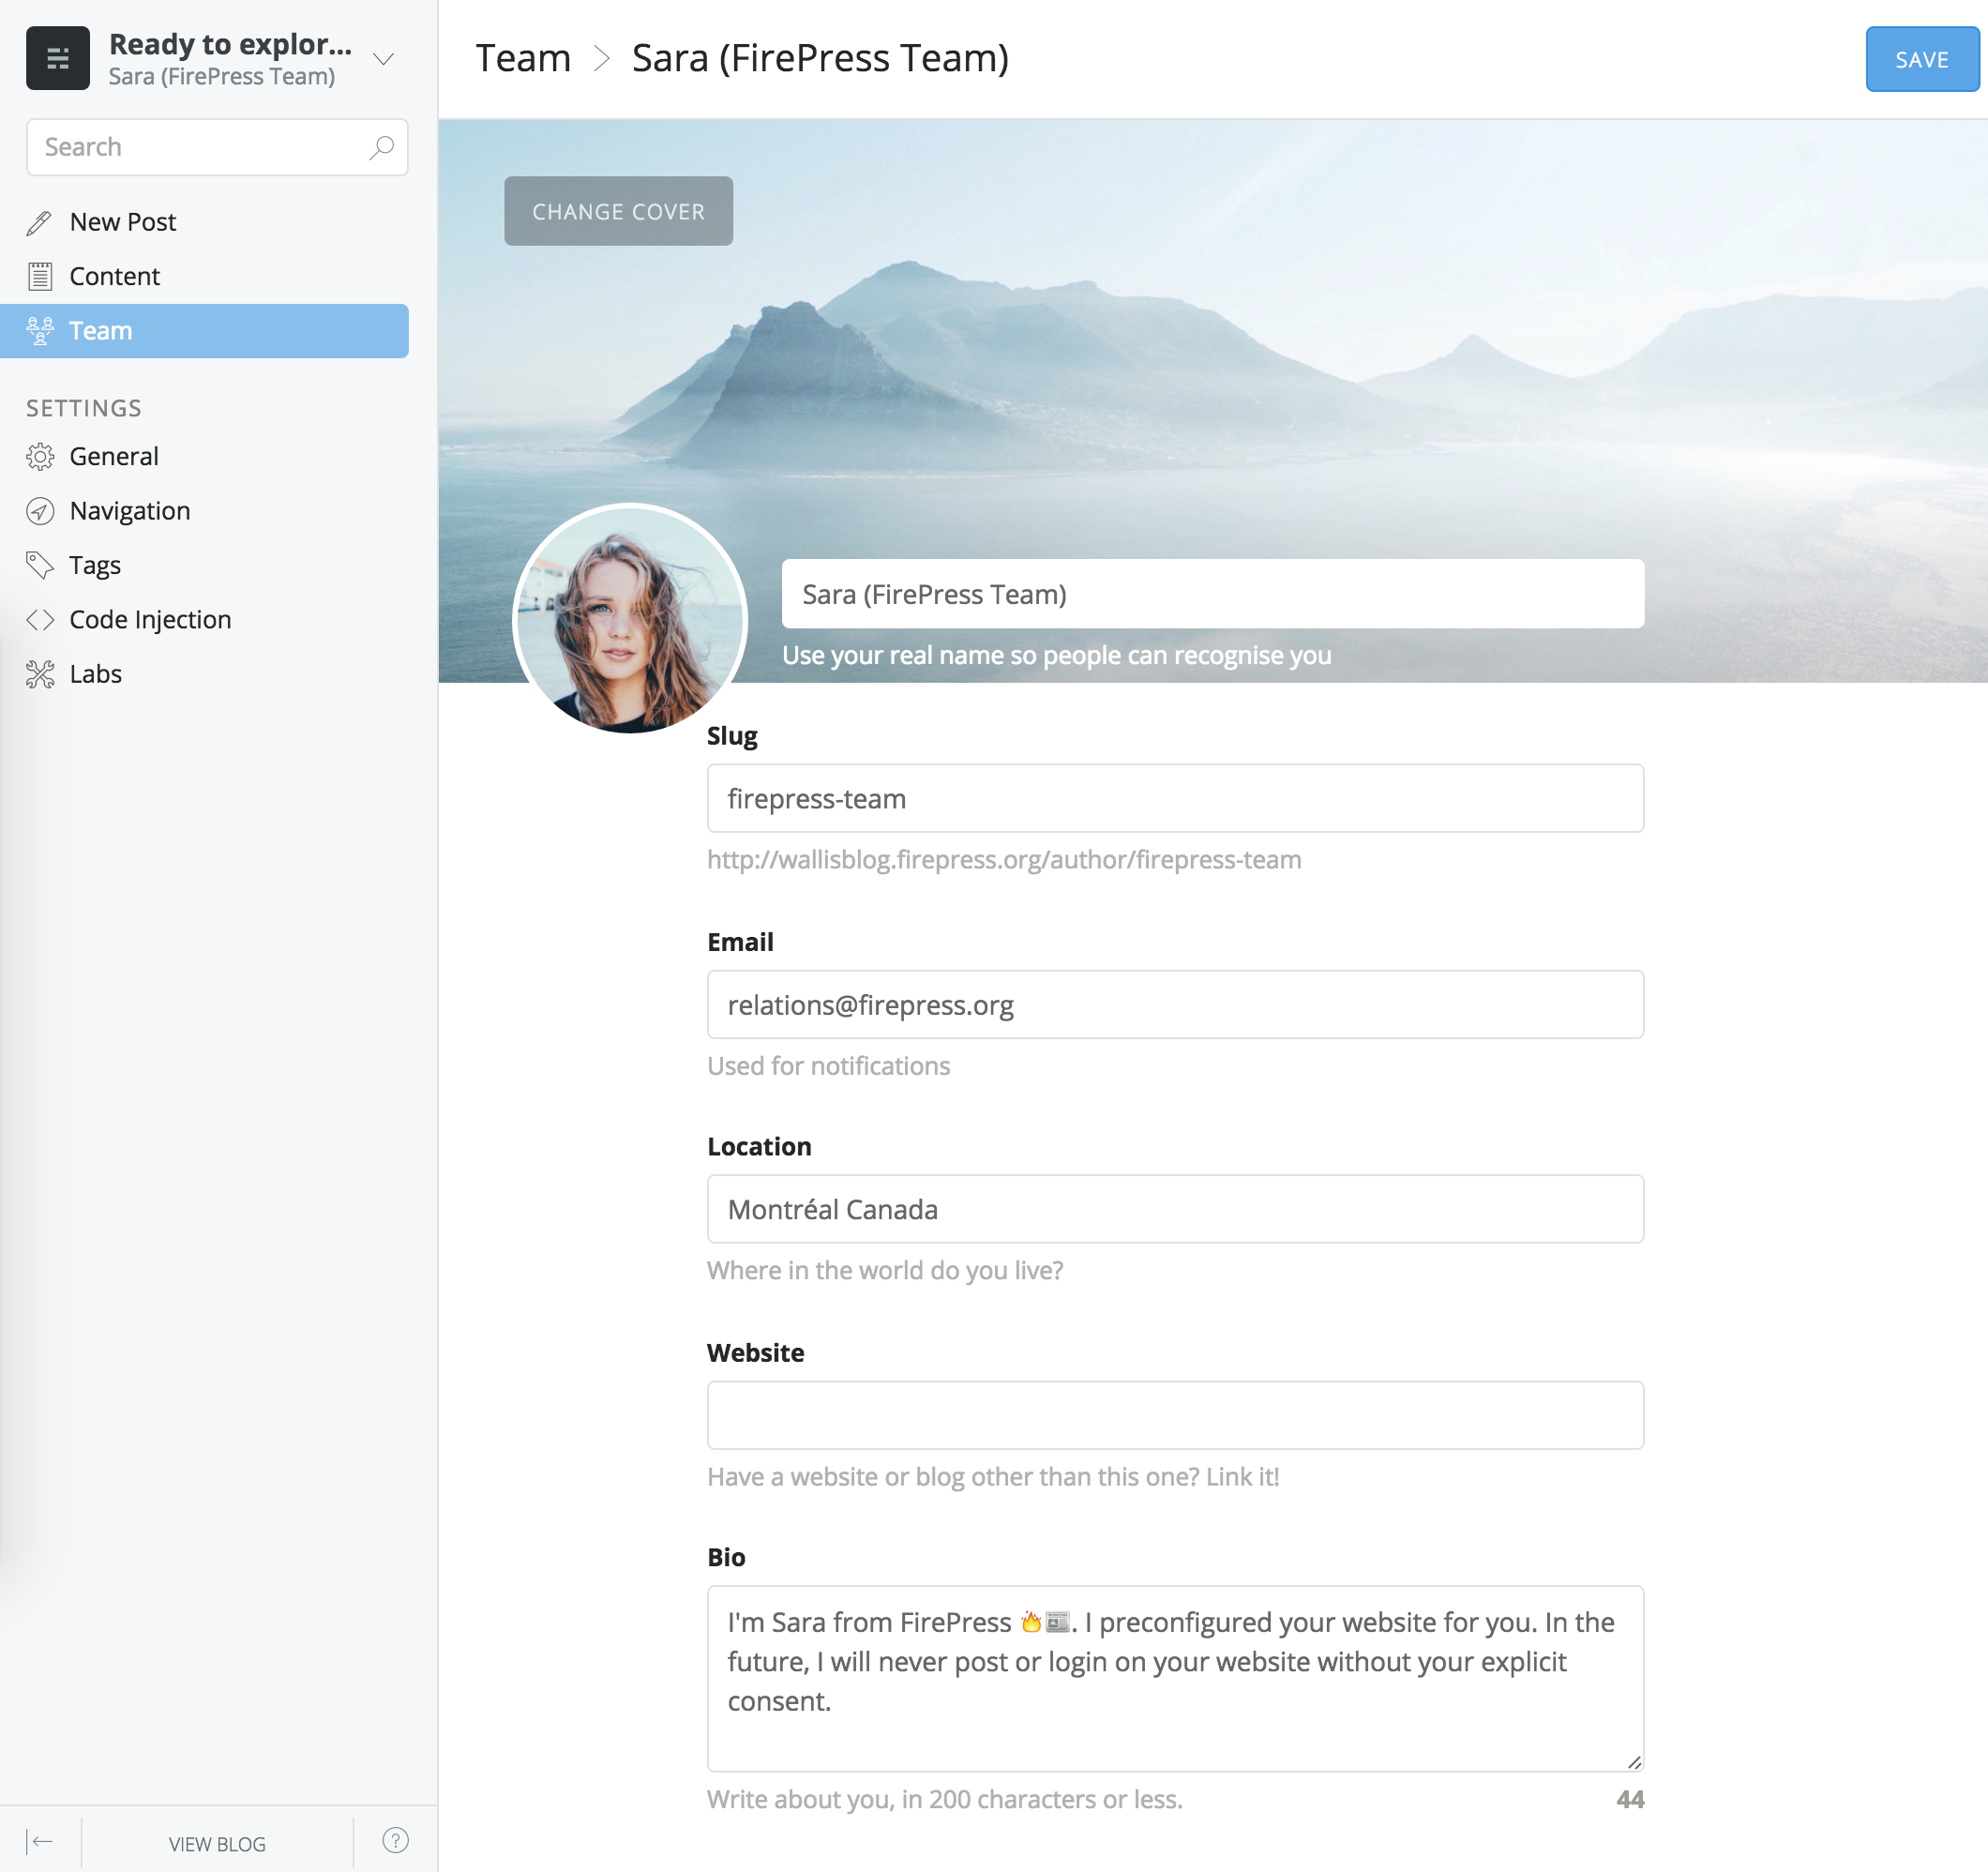 Ready to explor...
Sara (FirePress Team)
Search
New Post
Content
Team
SETTINGS
General
Navigation
Tags
Code Injection
Labs
VIEW BLOG
?
Team > Sara (FirePress Team)
SAVE
CHANGE COVER
Sara (FirePress Team)
Use your real name so people can recognise you
Slug
firepress-team
http://wallisblog.firepress.org/author/firepress-team
Email
relations@firepress.org
Used for notifications
Location
Montréal Canada
Where in the world do you live?
Website
Have a website or blog other than this one? Link it!
Bio
I'm Sara from FirePress 🔥📰. I preconfigured your website for you. In the
future, I will never post or login on your website without your explicit
consent.
Write about you, in 200 characters or less.
44